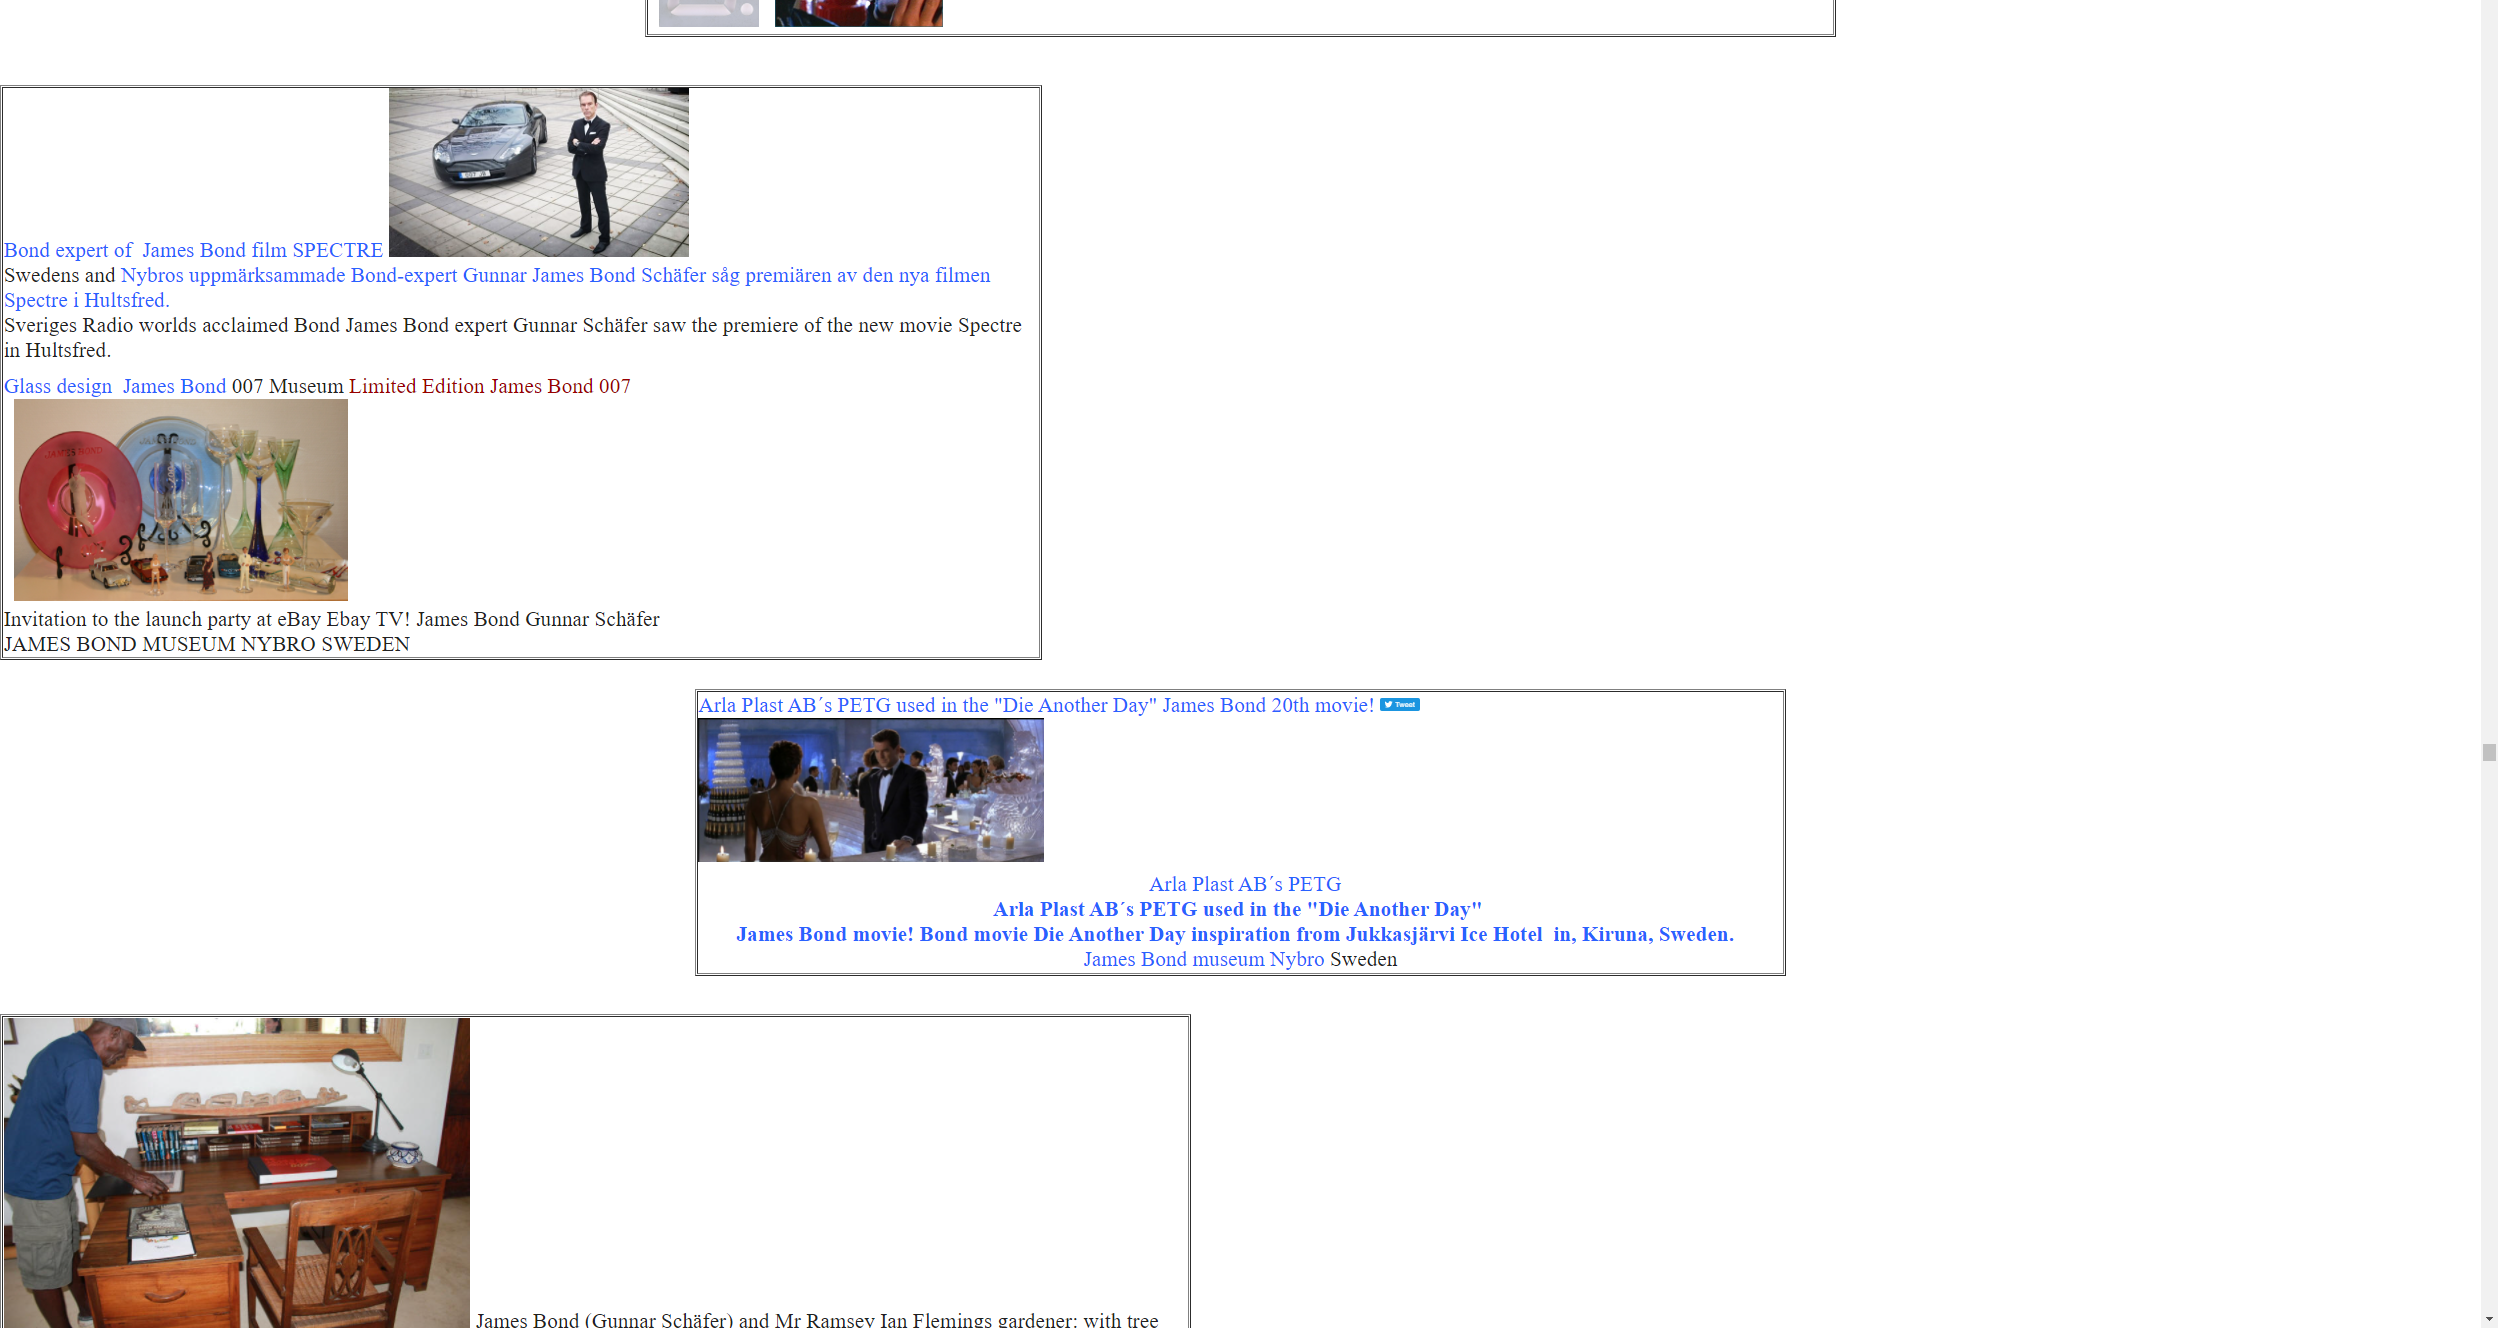 Bond expert of  James Bond film SPECTRE
Swedens and Nybros uppmärksammade Bond-expert Gunnar James Bond Schäfer såg premiären av den nya filmen
Spectre i Hultsfred.
Sveriges Radio worlds acclaimed Bond James Bond expert Gunnar Schäfer saw the premiere of the new movie Spectre
in Hultsfred.
Glass design  James Bond 007 Museum Limited Edition James Bond 007
JAMES BOND
JAMES BOND
Invitation to the launch party at eBay Ebay TV! James Bond Gunnar Schäfer
JAMES BOND MUSEUM NYBRO SWEDEN
Arla Plast AB´s PETG used in the "Die Another Day" James Bond 20th movie! Tweet
Arla Plast AB´s PETG
Arla Plast AB´s PETG used in the "Die Another Day"
James Bond movie! Bond movie Die Another Day inspiration from Jukkasjärvi Ice Hotel  in, Kiruna, Sweden.
James Bond museum Nybro Sweden
James Bond (Gunnar Schäfer) and Mr Ramsey Ian Flemings gardener: with tree